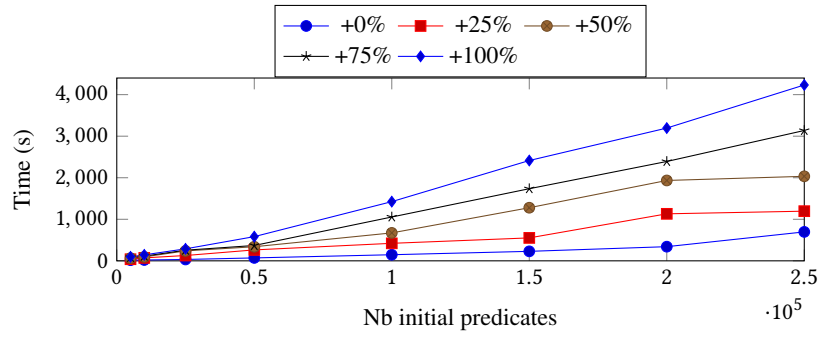 +0% +25% +50%
+75% +100%
4,000
3,000
2,000
1,000
0
Time (s)
0 0.5 1 1.5 2 2.5
Nb initial predicates
·10^5